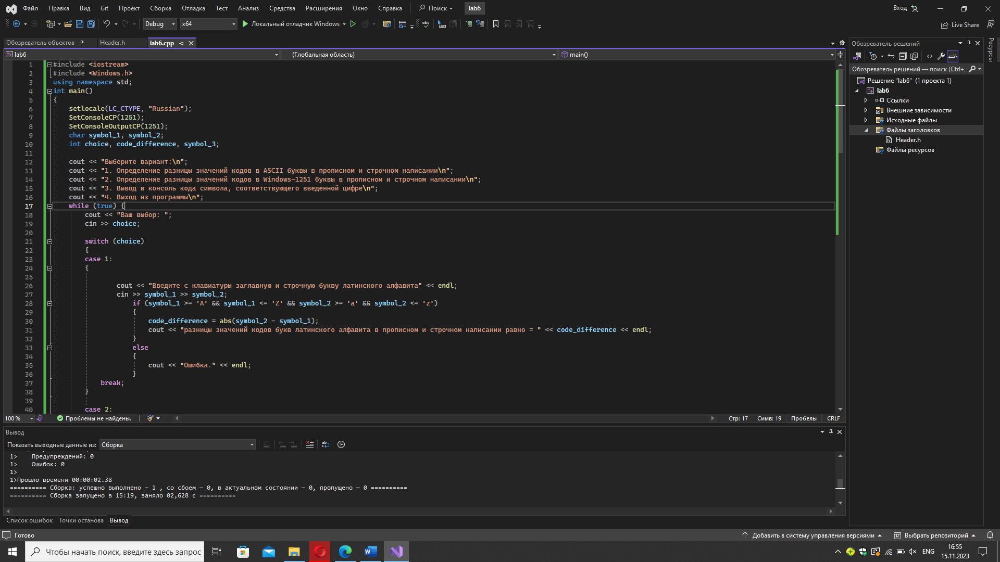 Файл Правка Вид Git Проект Сборка Отладка Тест Анализ Средства Расширения Окно Справка Поиск lab6 Вход
Debug x64 Локальный отладчик Windows Live Share
Обозреватель объектов Header.h lab6.cpp
lab6 (Глобальная область) main()
1 #include <iostream>
2 #include <Windows.h>
3 using namespace std;
4 int main()
5 {
6 setlocale(LC_CTYPE, "Russian");
7 SetConsoleCP(1251);
8 SetConsoleOutputCP(1251);
9 char symbol_1, symbol_2;
10 int choice, code_difference, symbol_3;
11
12 cout << "Выберите вариант:\n";
13 cout << "1. Определение разницы значений кодов в ASCII буквы в прописном и строчном написании\n";
14 cout << "2. Определение разницы значений кодов в Windows-1251 буквы в прописном и строчном написании\n";
15 cout << "3. Вывод в консоль кода символа, соответствующего введенной цифре\n";
16 cout << "4. Выход из программы\n";
17 while (true) {
18 cout << "Ваш выбор: ";
19 cin >> choice;
20
21 switch (choice)
22 {
23 case 1:
24 {
25
26 cout << "Введите с клавиатуры заглавную и строчную букву латинского алфавита" << endl;
27 cin >> symbol_1 >> symbol_2;
28 if (symbol_1 >= 'A' && symbol_1 <= 'Z' && symbol_2 >= 'a' && symbol_2 <= 'z')
29 {
30 code_difference = abs(symbol_2 - symbol_1);
31 cout << "разницы значений кодов букв латинского алфавита в прописном и строчном написании равно = " << code_difference << endl;
32 }
33 else
34 {
35 cout << "Ошибка." << endl;
36 }
37 break;
38 }
39
40 case 2:
100 % Проблемы не найдены. Стр: 17 Симв: 19 Пробелы CRLF
Вывод
Показать выходные данные из: Сборка
1> Предупреждений: 0
1> Ошибок: 0
1>
1>Прошло времени 00:00:02.38
========== Сборка: успешно выполнено — 1 , со сбоем — 0, в актуальном состоянии — 0, пропущено — 0 ==========
========== Сборка запущено в 15:19, заняло 02,628 с ==========
Список ошибок Точки останова Вывод
Обозреватель решений
Обозреватель решений — поиск (Ctrl+;
Решение "lab6" (1 проекта 1)
lab6
Ссылки
Внешние зависимости
Исходные файлы
Файлы заголовков
Header.h
Файлы ресурсов
Ресурсы
Готово Добавить в систему управления версиями Выбрать репозиторий
Чтобы начать поиск, введите здесь запрос ENG 16:55
15.11.2023